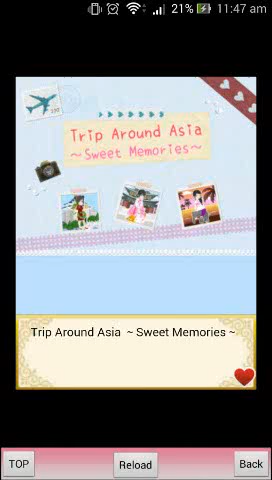 21% 11:47 am
Trip Around Asia
~Sweet Memories~
Trip Around Asia ~ Sweet Memories ~
TOP Reload Back